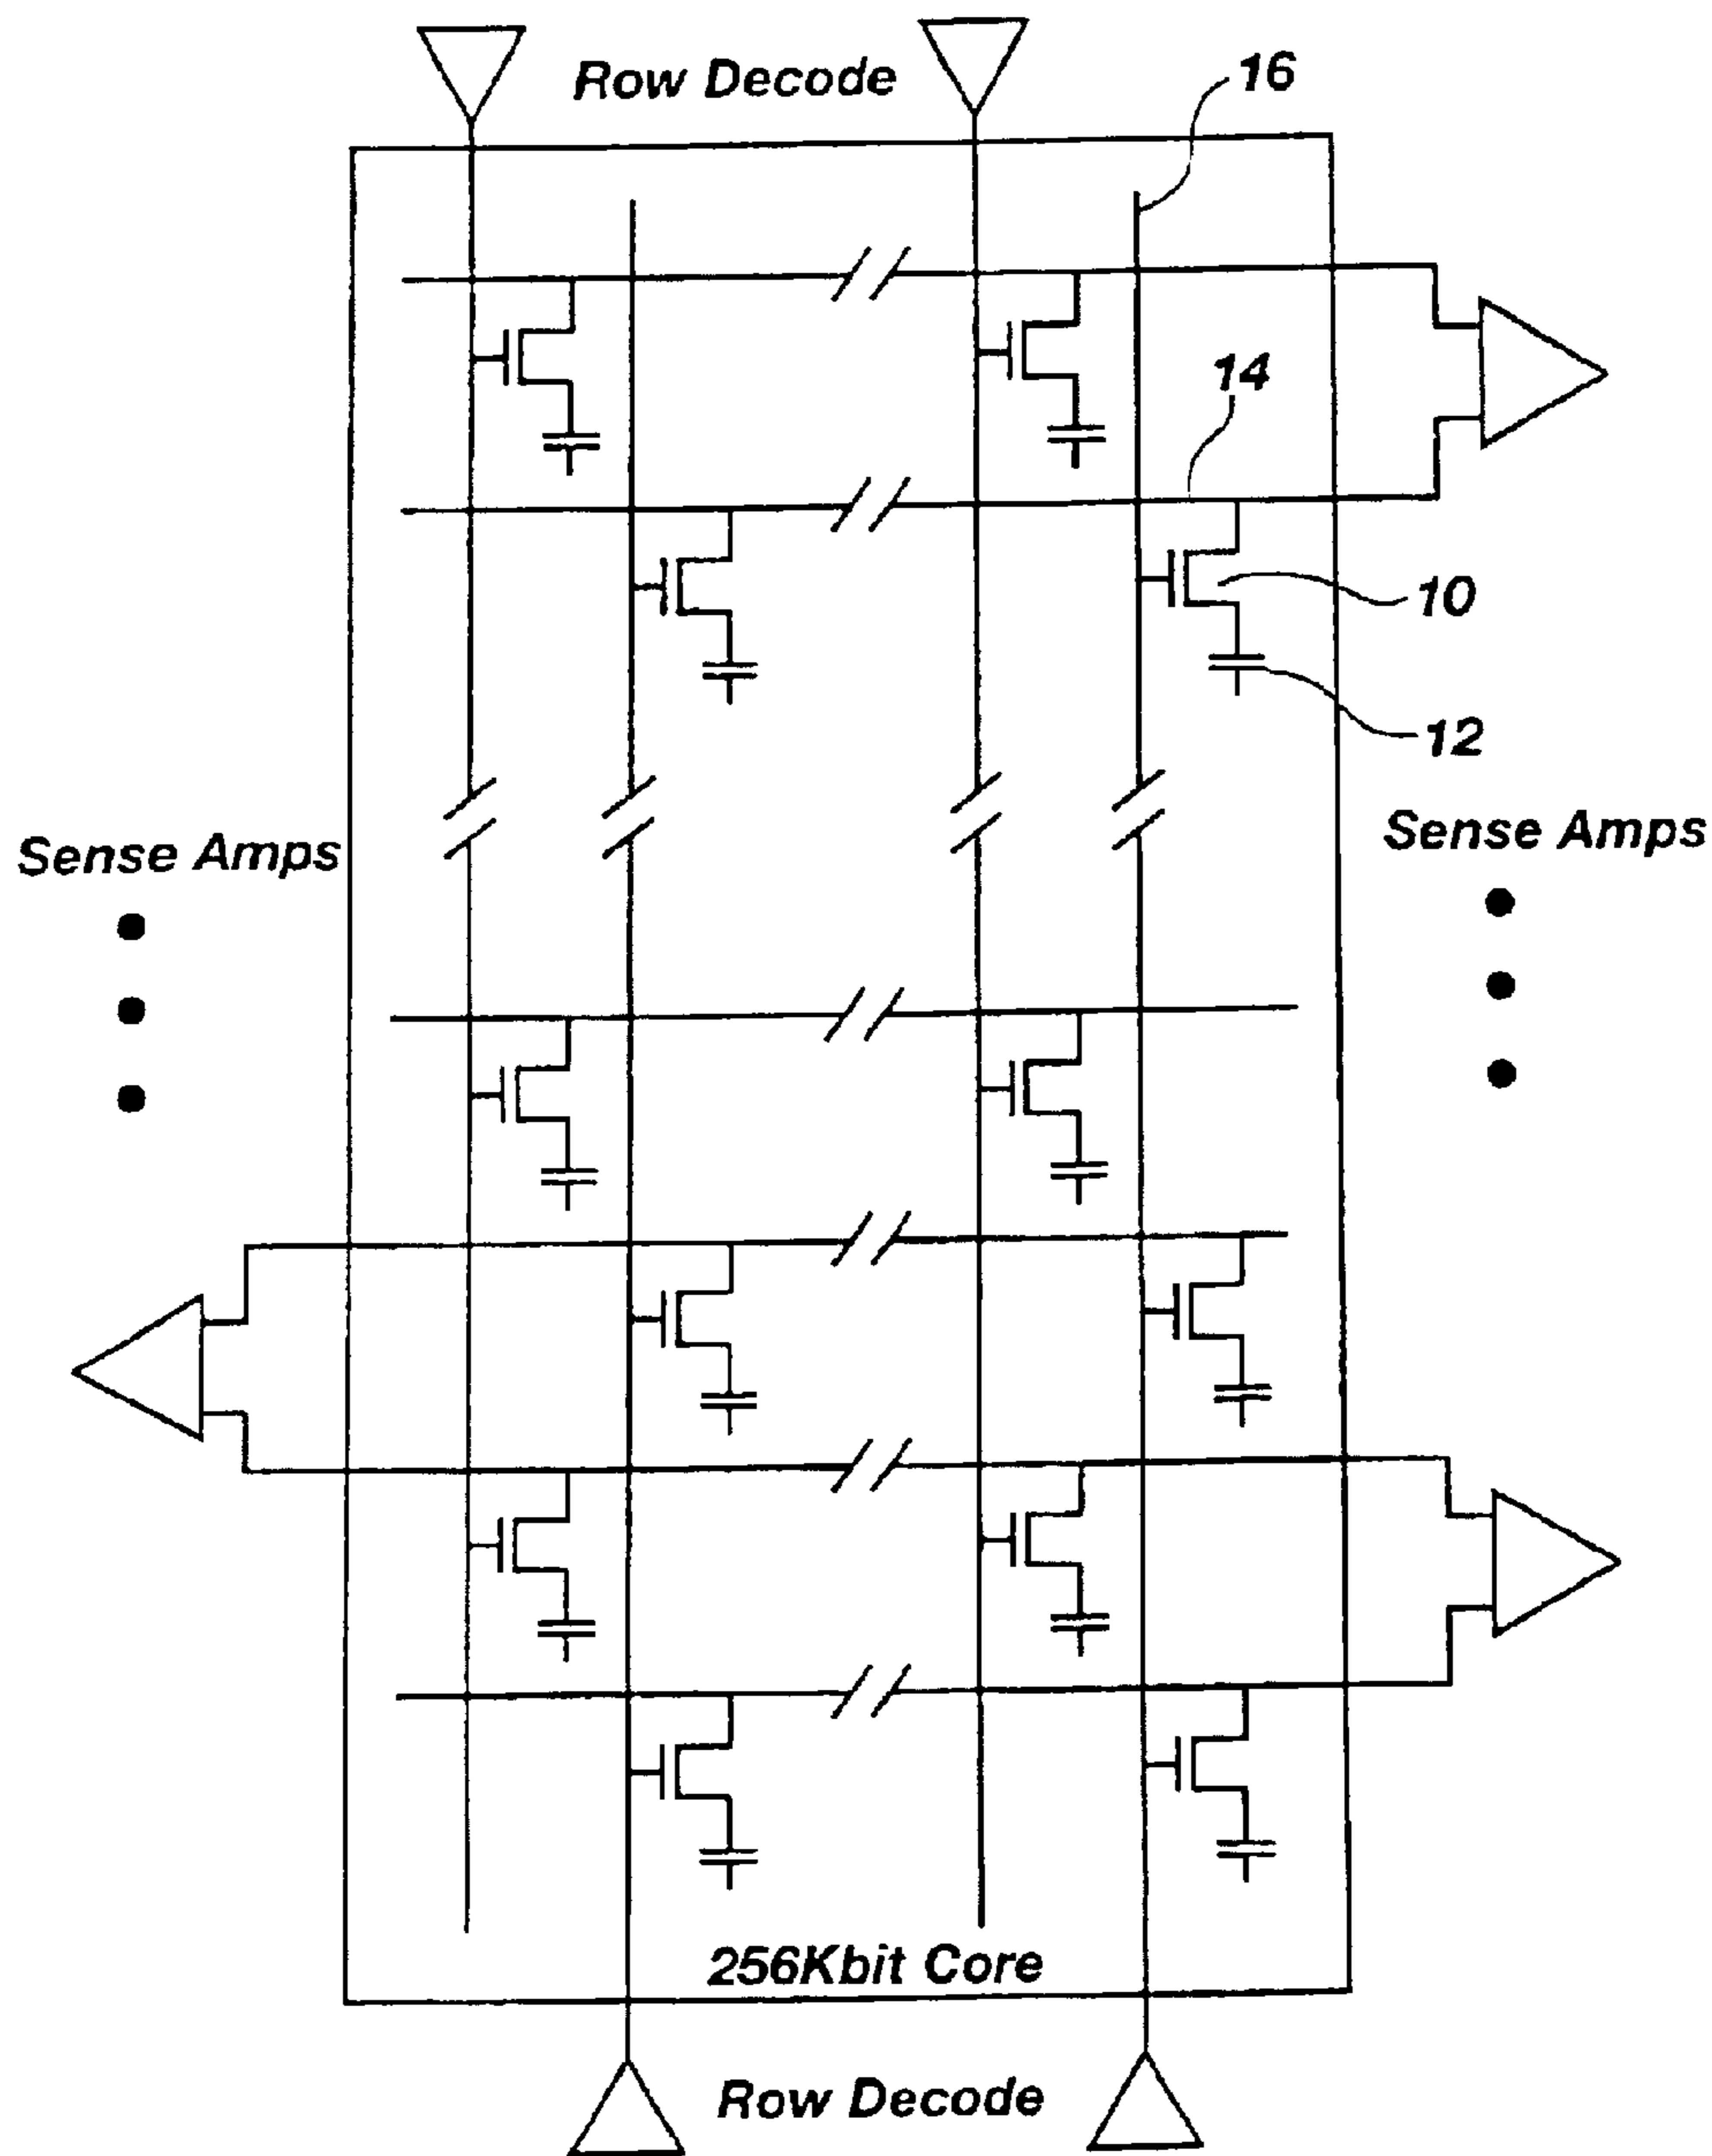 Row Decode
16
14
10
12
Sense Amps
Sense Amps
256Kbit Core
Row Decode